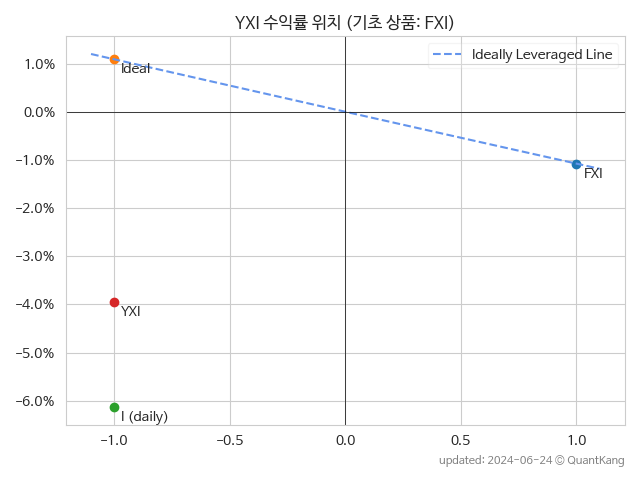 YXI 수익률 위치 (기초 상품: FXI)
Ideally Leveraged Line
1.0%
Ideal
0.0%
−1.0%
FXI
−2.0%
−3.0%
−4.0%
YXI
−5.0%
−6.0%
I (daily)
−1.0 −0.5 0.0 0.5 1.0
updated: 2024-06-24 © QuantKang